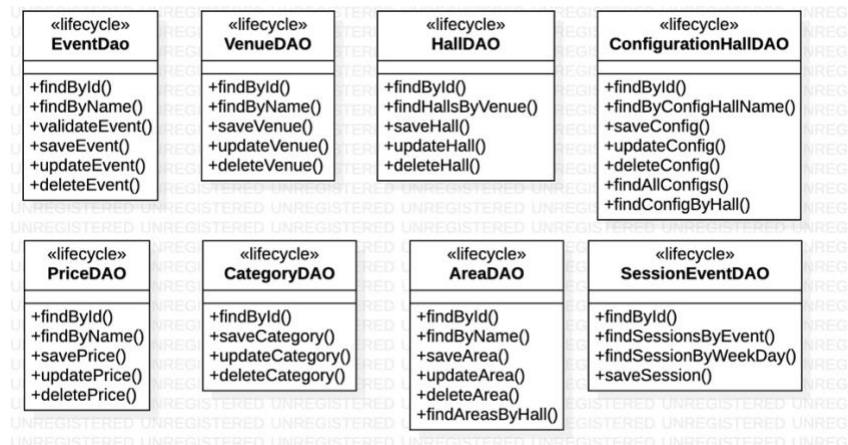 «lifecycle»
EventDao
+findById()
+findByName()
+validateEvent()
+saveEvent()
+updateEvent()
+deleteEvent()
«lifecycle»
VenueDAO
+findById()
+findByName()
+saveVenue()
+updateVenue()
+deleteVenue()
«lifecycle»
HallDAO
+findById()
+findHallsByVenue()
+saveHall()
+updateHall()
+deleteHall()
«lifecycle»
ConfigurationHallDAO
+findById()
+findByConfigHallName()
+saveConfig()
+updateConfig()
+deleteConfig()
+findAllConfigs()
+findConfigByHall()
«lifecycle»
PriceDAO
+findById()
+findByName()
+savePrice()
+updatePrice()
+deletePrice()
«lifecycle»
CategoryDAO
+findById()
+saveCategory()
+updateCategory()
+deleteCategory()
«lifecycle»
AreaDAO
+findById()
+findByName()
+saveArea()
+updateArea()
+deleteArea()
+findAreasByHall()
«lifecycle»
SessionEventDAO
+findById()
+findSessionsByEvent()
+findSessionByWeekDay()
+saveSession()
UNREGISTERED